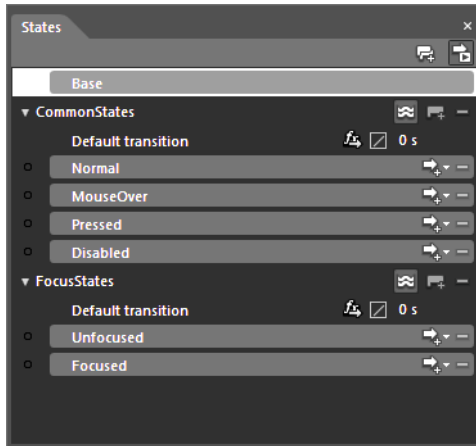 States
Base
CommonStates
Default transition 0 s
Normal
MouseOver
Pressed
Disabled
FocusStates
Default transition 0 s
Unfocused
Focused